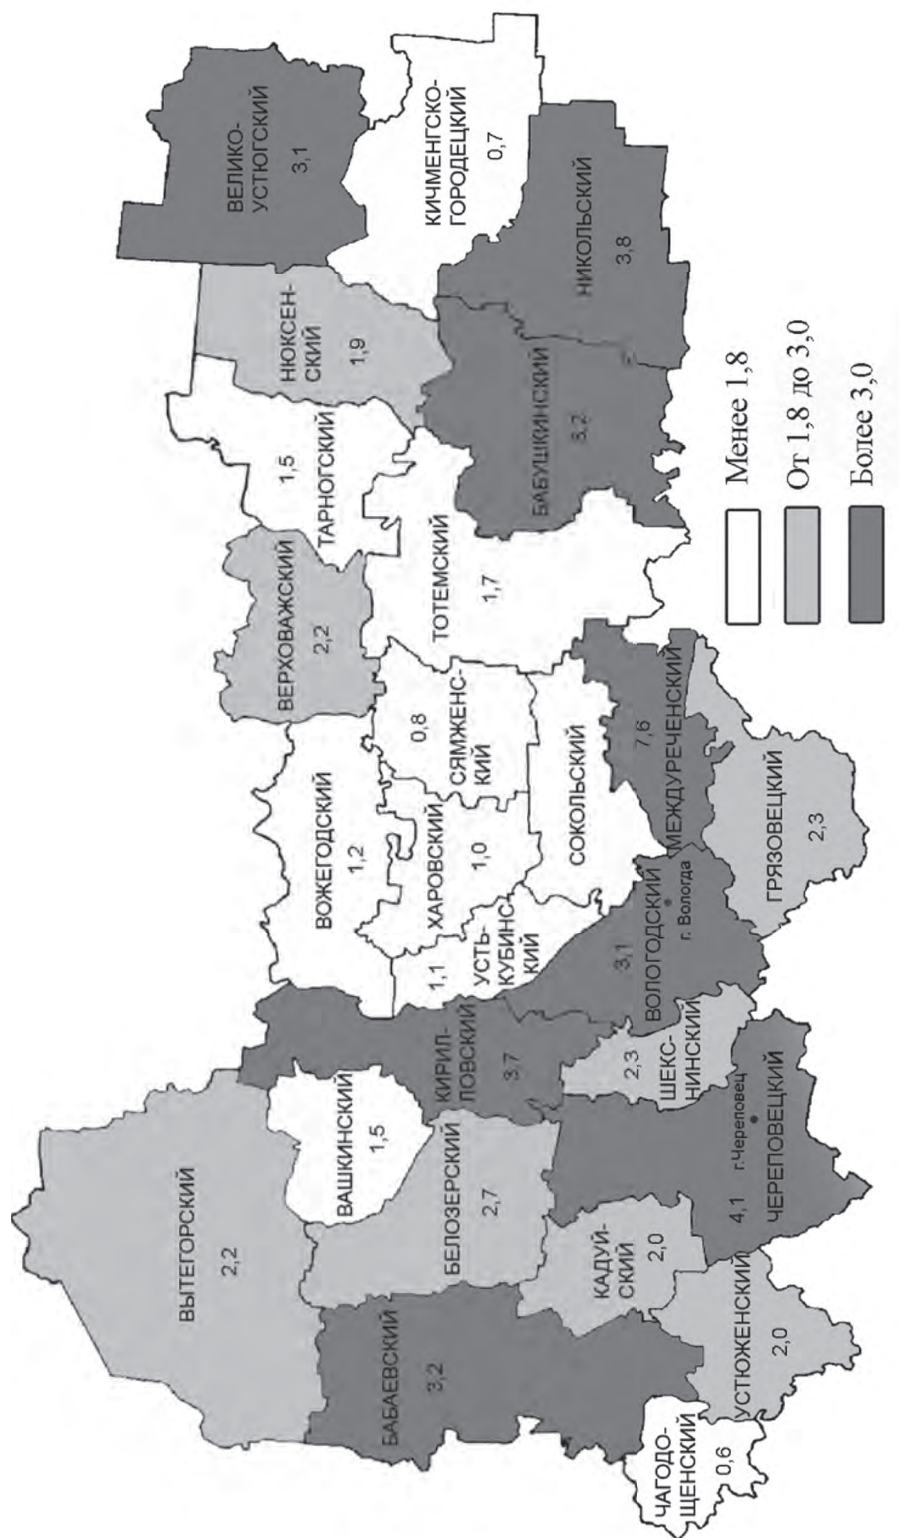 ВЕЛИКО-
УСТЮГСКИЙ
3,1
КИЧМЕНГСКО-
ГОРОДЕЦКИЙ
0,7
НЮКСЕН-
СКИЙ
1,9
НИКОЛЬСКИЙ
3,8
ТАРНОГСКИЙ
1,5
БАБУШКИНСКИЙ
3,2
ВЕРХОВАЖСКИЙ
2,2
ТОТЕМСКИЙ
1,7
ВОЖЕГОДСКИЙ
1,2
0,8
СЯМЖЕНС-
КИЙ
ХАРОВСКИЙ
1,0
СОКОЛЬСКИЙ
7,6
МЕЖДУРЕЧЕНСКИЙ
ГРЯЗОВЕЦКИЙ
2,3
1,1
УСТЬ-
КУБИНС-
КИЙ
3,1
ВОЛОГОДСКИЙ
г. Вологда
КИРИЛ-
ЛОВСКИЙ
3,7
2,3
ШЕКС-
НИНСКИЙ
ВЫТЕГОРСКИЙ
2,2
ВАШКИНСКИЙ
1,5
БЕЛОЗЕРСКИЙ
2,7
4,1
г.Череповец
ЧЕРЕПОВЕЦКИЙ
КАДУЙ-
СКИЙ
2,0
БАБАЕВСКИЙ
3,2
УСТЮЖЕНСКИЙ
2,0
ЧАГОДО-
ЩЕНСКИЙ
0,6
Менее 1,8
От 1,8 до 3,0
Более 3,0